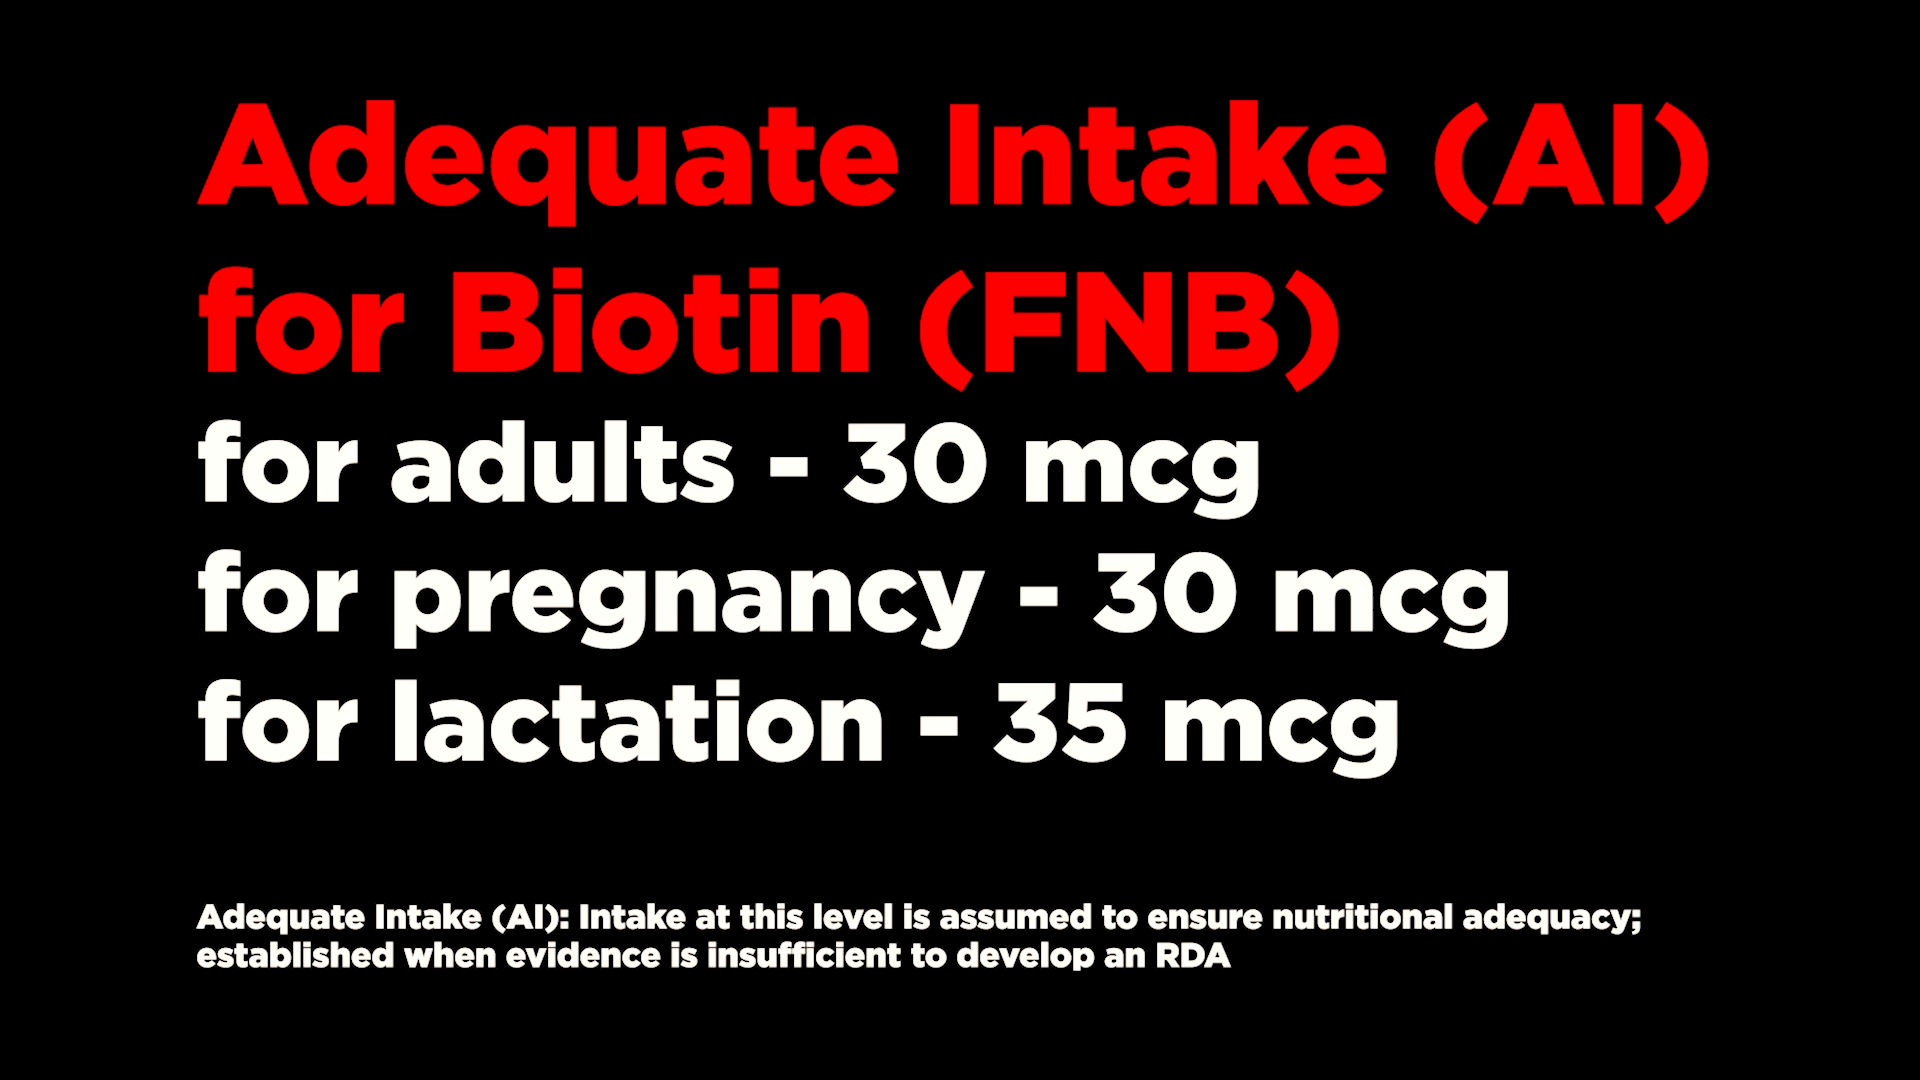 Adequate Intake (AI)
for Biotin (FNB)
for adults - 30 mcg
for pregnancy - 30 mcg
for lactation - 35 mcg
Adequate Intake (AI): Intake at this level is assumed to ensure nutritional adequacy;
established when evidence is insufficient to develop an RDA